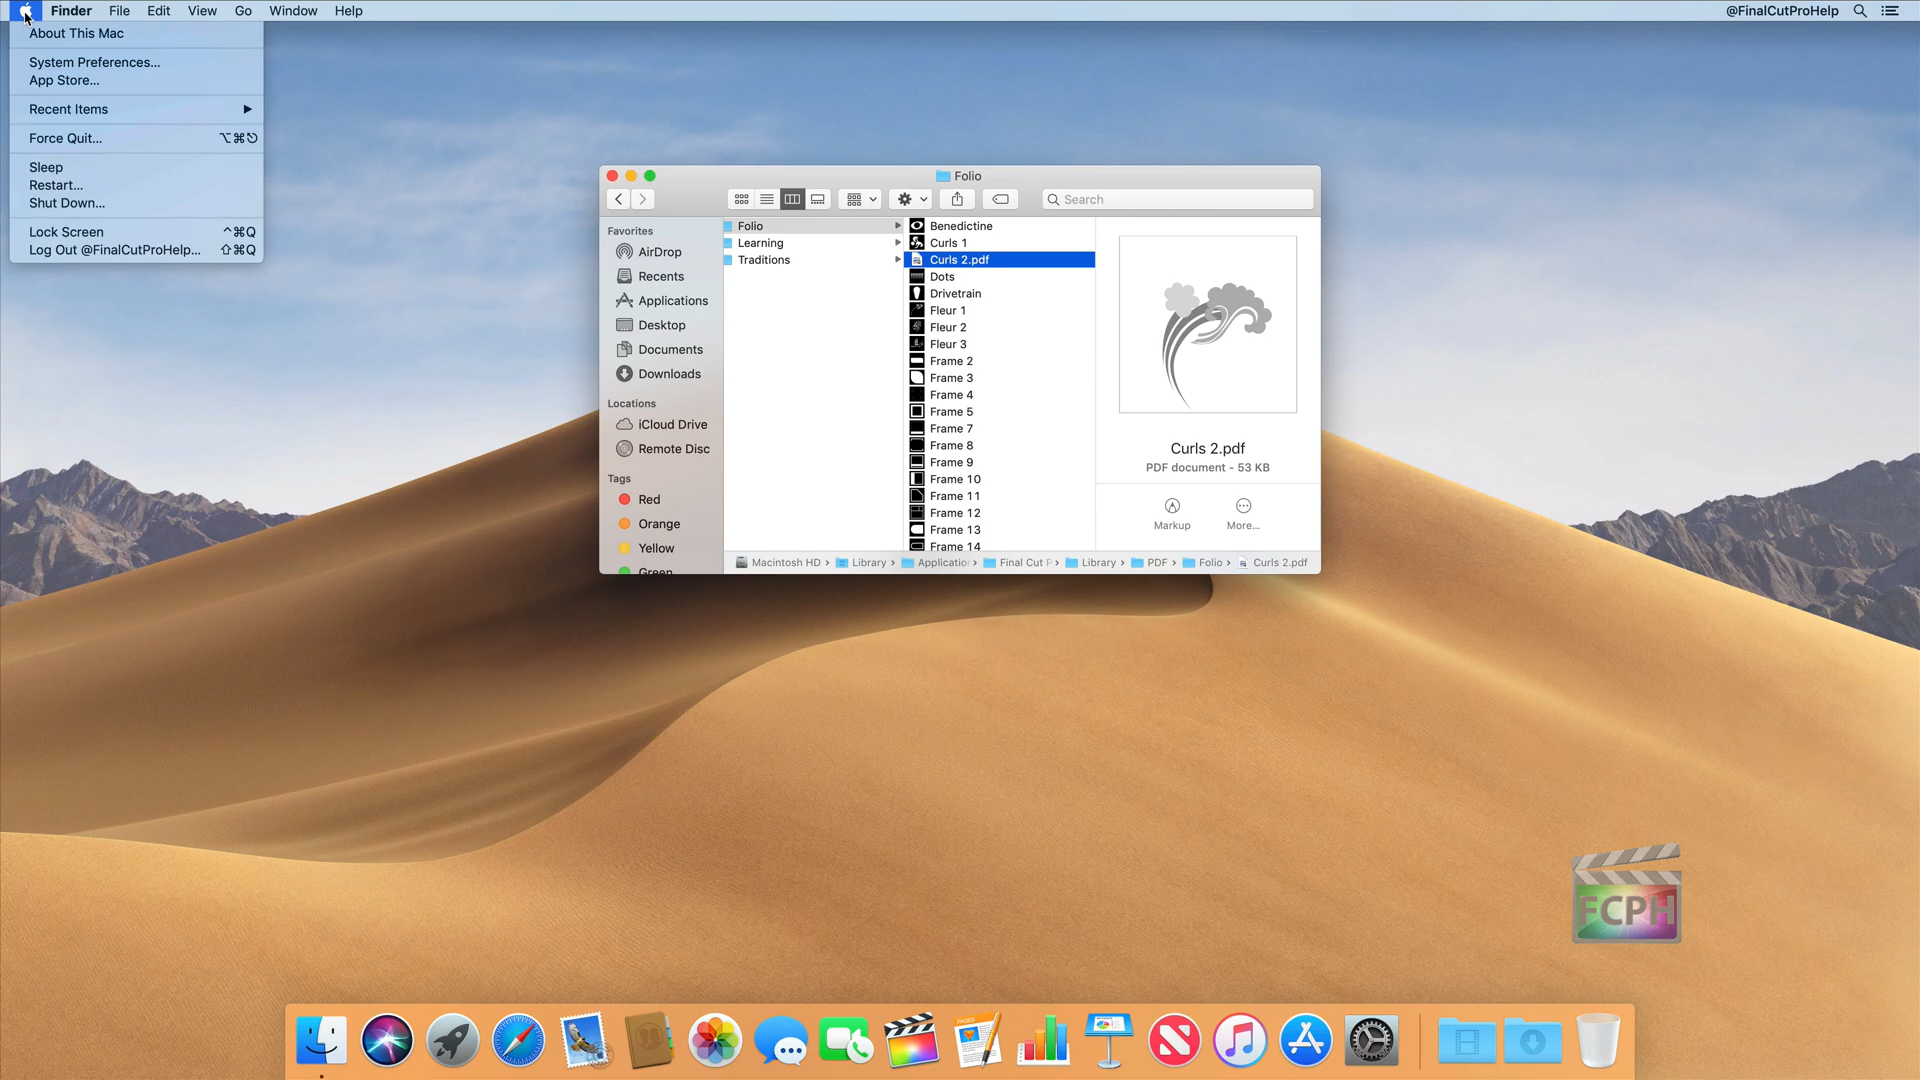 Finder File Edit View Go Window Help @FinalCutProHelp
About This Mac
System Preferences...
App Store...
Recent Items
Force Quit... ⌥⌘⎋
Sleep
Restart...
Shut Down...
Lock Screen ^⌘Q
Log Out @FinalCutProHelp... ⇧⌘Q
Folio
Search
Favorites
AirDrop
Recents
Applications
Desktop
Documents
Downloads
Locations
iCloud Drive
Remote Disc
Tags
Red
Orange
Yellow
Green
Folio
Learning
Traditions
Benedictine
Curls 1
Curls 2.pdf
Dots
Drivetrain
Fleur 1
Fleur 2
Fleur 3
Frame 2
Frame 3
Frame 4
Frame 5
Frame 7
Frame 8
Frame 9
Frame 10
Frame 11
Frame 12
Frame 13
Frame 14
Curls 2.pdf
PDF document - 53 KB
Markup More...
Macintosh HD › Library › Applicatio › Final Cut P › Library › PDF › Folio › Curls 2.pdf
FCPH
PAGES